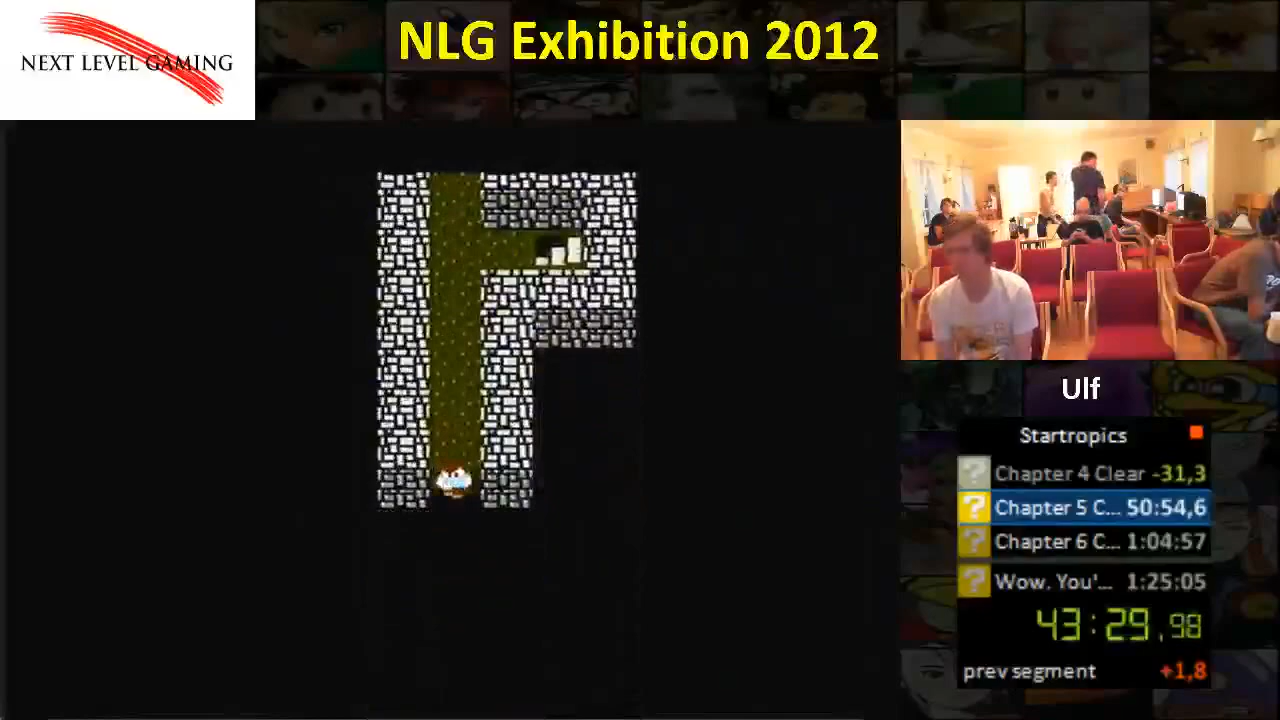 NEXT LEVEL GAMING
NLG Exhibition 2012
Ulf
Startropics
Chapter 4 Clear -31,3
Chapter 5 C... 50:54,6
Chapter 6 C... 1:04:57
Wow. You'... 1:25:05
43:29,98
prev segment +1,8